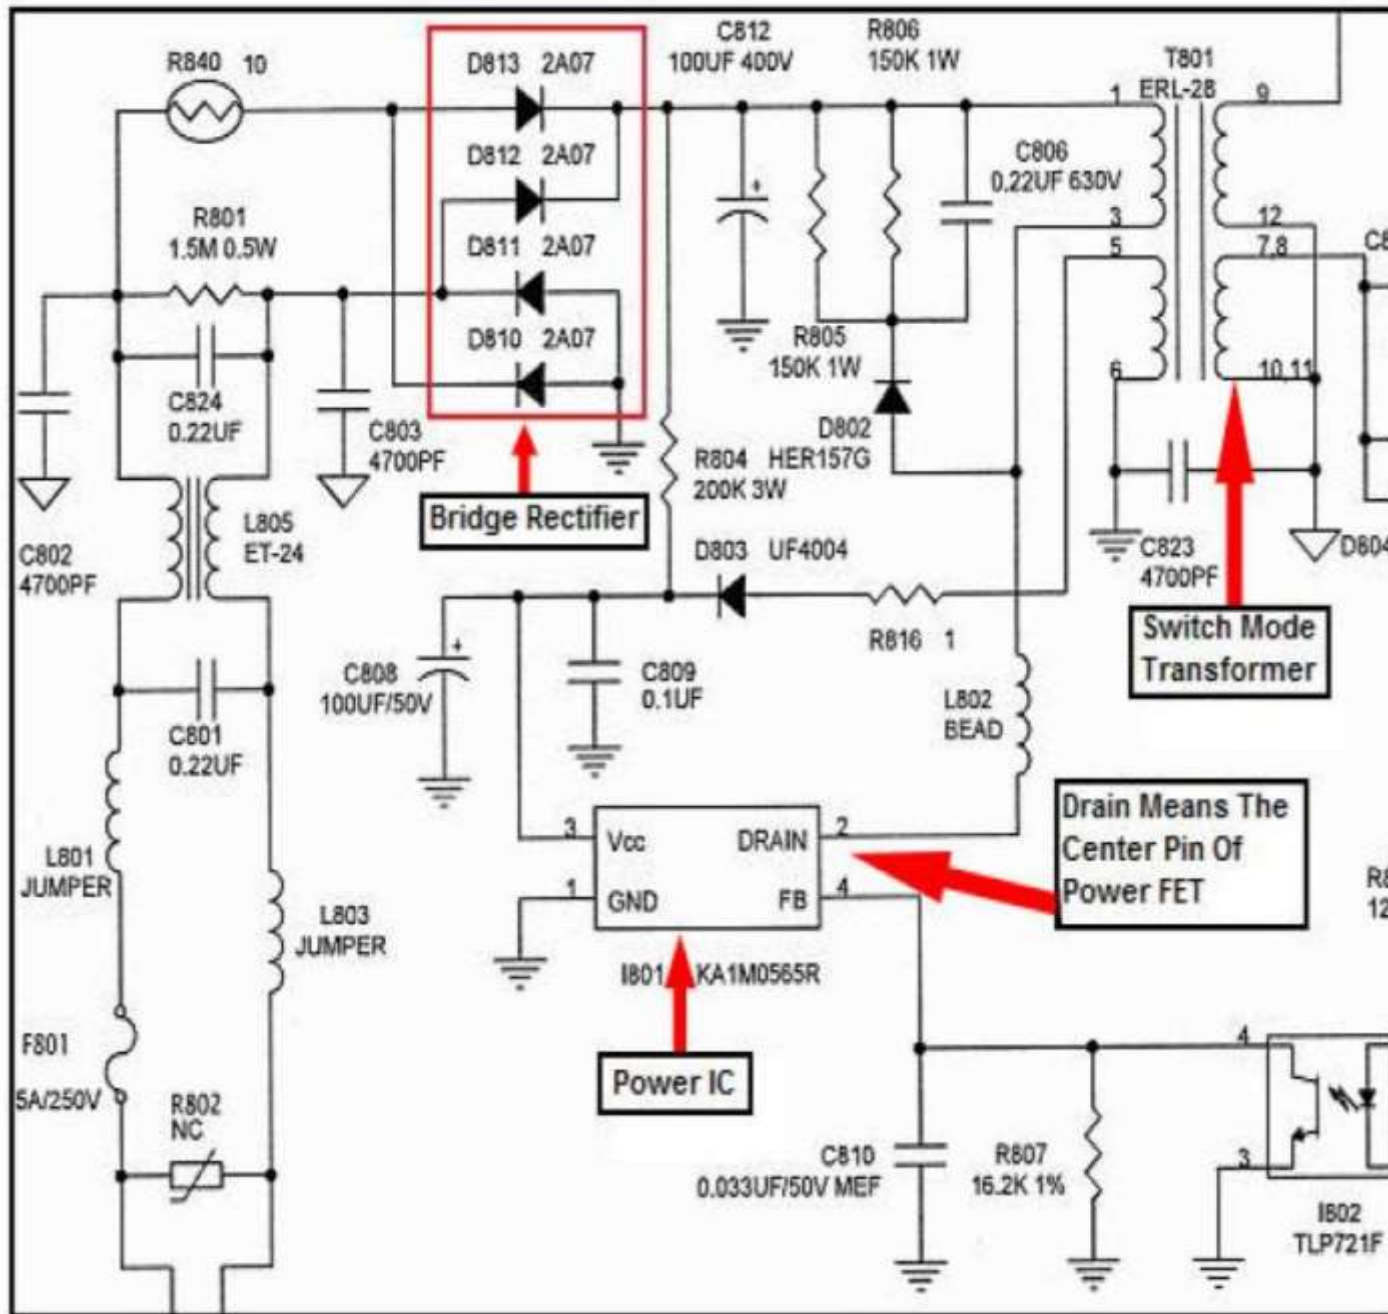 R840 10
D813 2A07
C812
100UF 400V
R806
150K 1W
T801
ERL-28
1
9
D812 2A07
C806
0.22UF 630V
R801
1.5M 0.5W
3
12
D811 2A07
5
7,8
C8
D810 2A07
R805
150K 1W
6
10,11
C824
0.22UF
C803
4700PF
D802
HER157G
R804
200K 3W
Bridge Rectifier
L805
ET-24
C802
4700PF
D803 UF4004
C823
4700PF
D804
Switch Mode
Transformer
R816 1
C808
100UF/50V
C809
0.1UF
L802
BEAD
C801
0.22UF
Drain Means The
Center Pin Of
Power FET
3 Vcc DRAIN 2
1 GND FB 4
L801
JUMPER
L803
JUMPER
R8
12
I801 KA1M0565R
F801
5A/250V
Power IC
R802
NC
4
C810
0.033UF/50V MEF
R807
16.2K 1%
3
I802
TLP721F